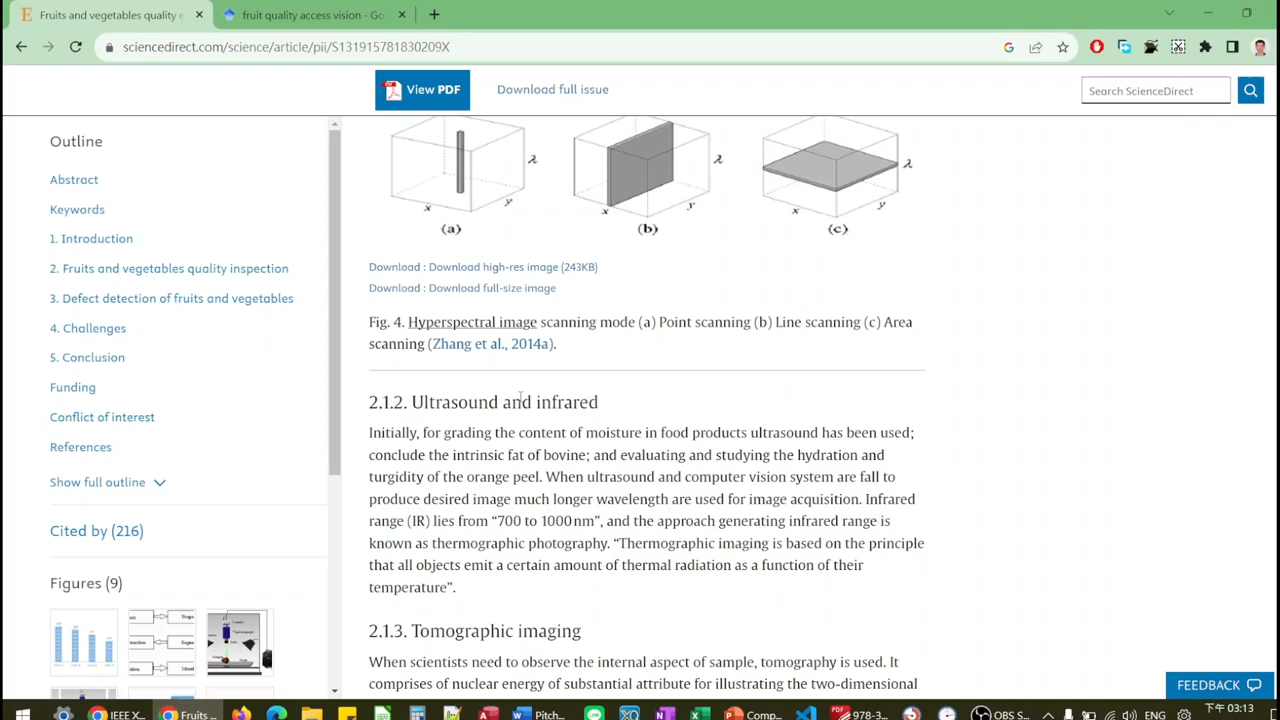 Fruits and vegetables quality e
fruit quality access vision - Go
sciencedirect.com/science/article/pii/S131915781830209X
View PDF
Download full issue
Search ScienceDirect
Outline
Abstract
Keywords
1. Introduction
2. Fruits and vegetables quality inspection
3. Defect detection of fruits and vegetables
4. Challenges
5. Conclusion
Funding
Conflict of interest
References
Show full outline
Cited by (216)
Figures (9)
λ
x
y
(a)
λ
x
y
(b)
λ
x
y
(c)
Download : Download high-res image (243KB)
Download : Download full-size image
Fig. 4. Hyperspectral image scanning mode (a) Point scanning (b) Line scanning (c) Area
scanning (Zhang et al., 2014a).
2.1.2. Ultrasound and infrared
Initially, for grading the content of moisture in food products ultrasound has been used;
conclude the intrinsic fat of bovine; and evaluating and studying the hydration and
turgidity of the orange peel. When ultrasound and computer vision system are fall to
produce desired image much longer wavelength are used for image acquisition. Infrared
range (IR) lies from “700 to 1000 nm”, and the approach generating infrared range is
known as thermographic photography. “Thermographic imaging is based on the principle
that all objects emit a certain amount of thermal radiation as a function of their
temperature”.
2.1.3. Tomographic imaging
When scientists need to observe the internal aspect of sample, tomography is used. It
comprises of nuclear energy of substantial attribute for illustrating the two-dimensional
FEEDBACK
IEEE X...
Fruits ...
Pitch...
Comp...
978-3...
OBS S...
ENG
下午 03:13